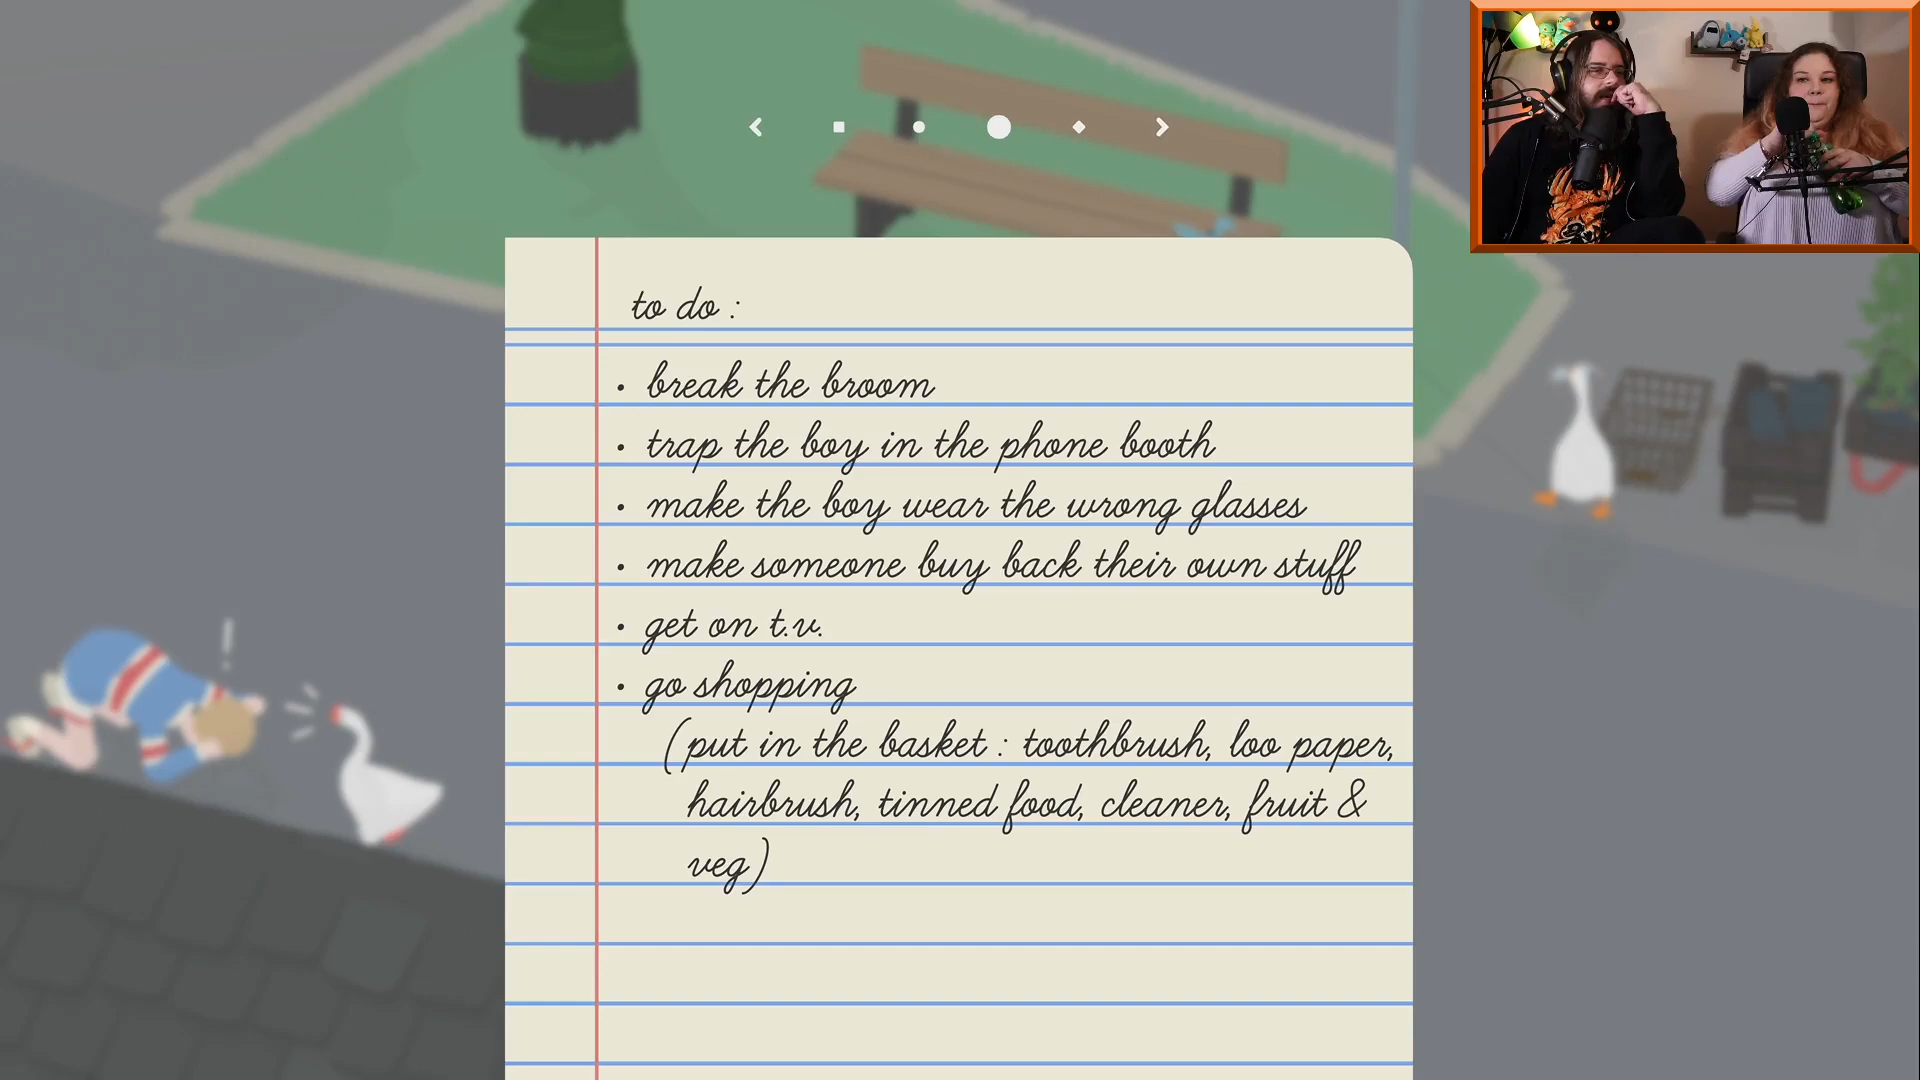 to do :
• break the broom
• trap the boy in the phone booth
• make the boy wear the wrong glasses
• make someone buy back their own stuff
• get on t.v.
• go shopping
(put in the basket : toothbrush, loo paper,
hairbrush, tinned food, cleaner, fruit &
veg)